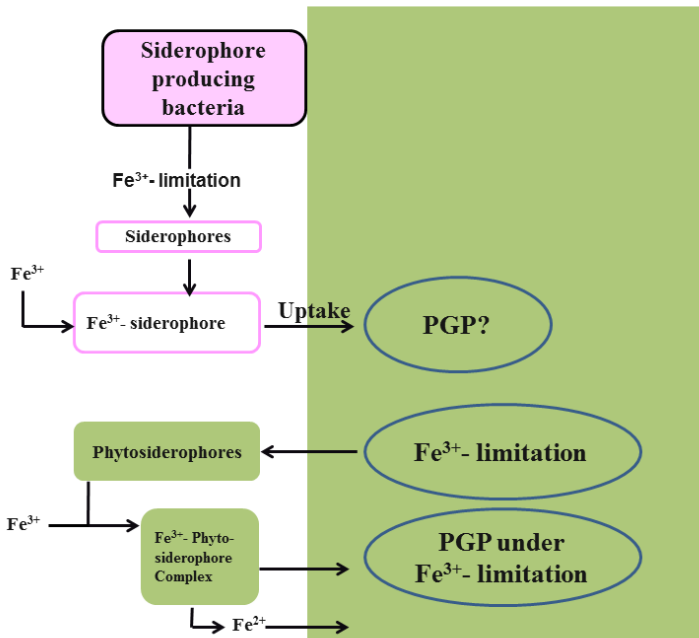 Siderophore
producing
bacteria
Fe³⁺- limitation
Siderophores
Fe³⁺
Fe³⁺- siderophore
Uptake
PGP?
Phytosiderophores
Fe³⁺- limitation
Fe³⁺
Fe³⁺- Phyto-
siderophore
Complex
PGP under
Fe³⁺- limitation
Fe²⁺